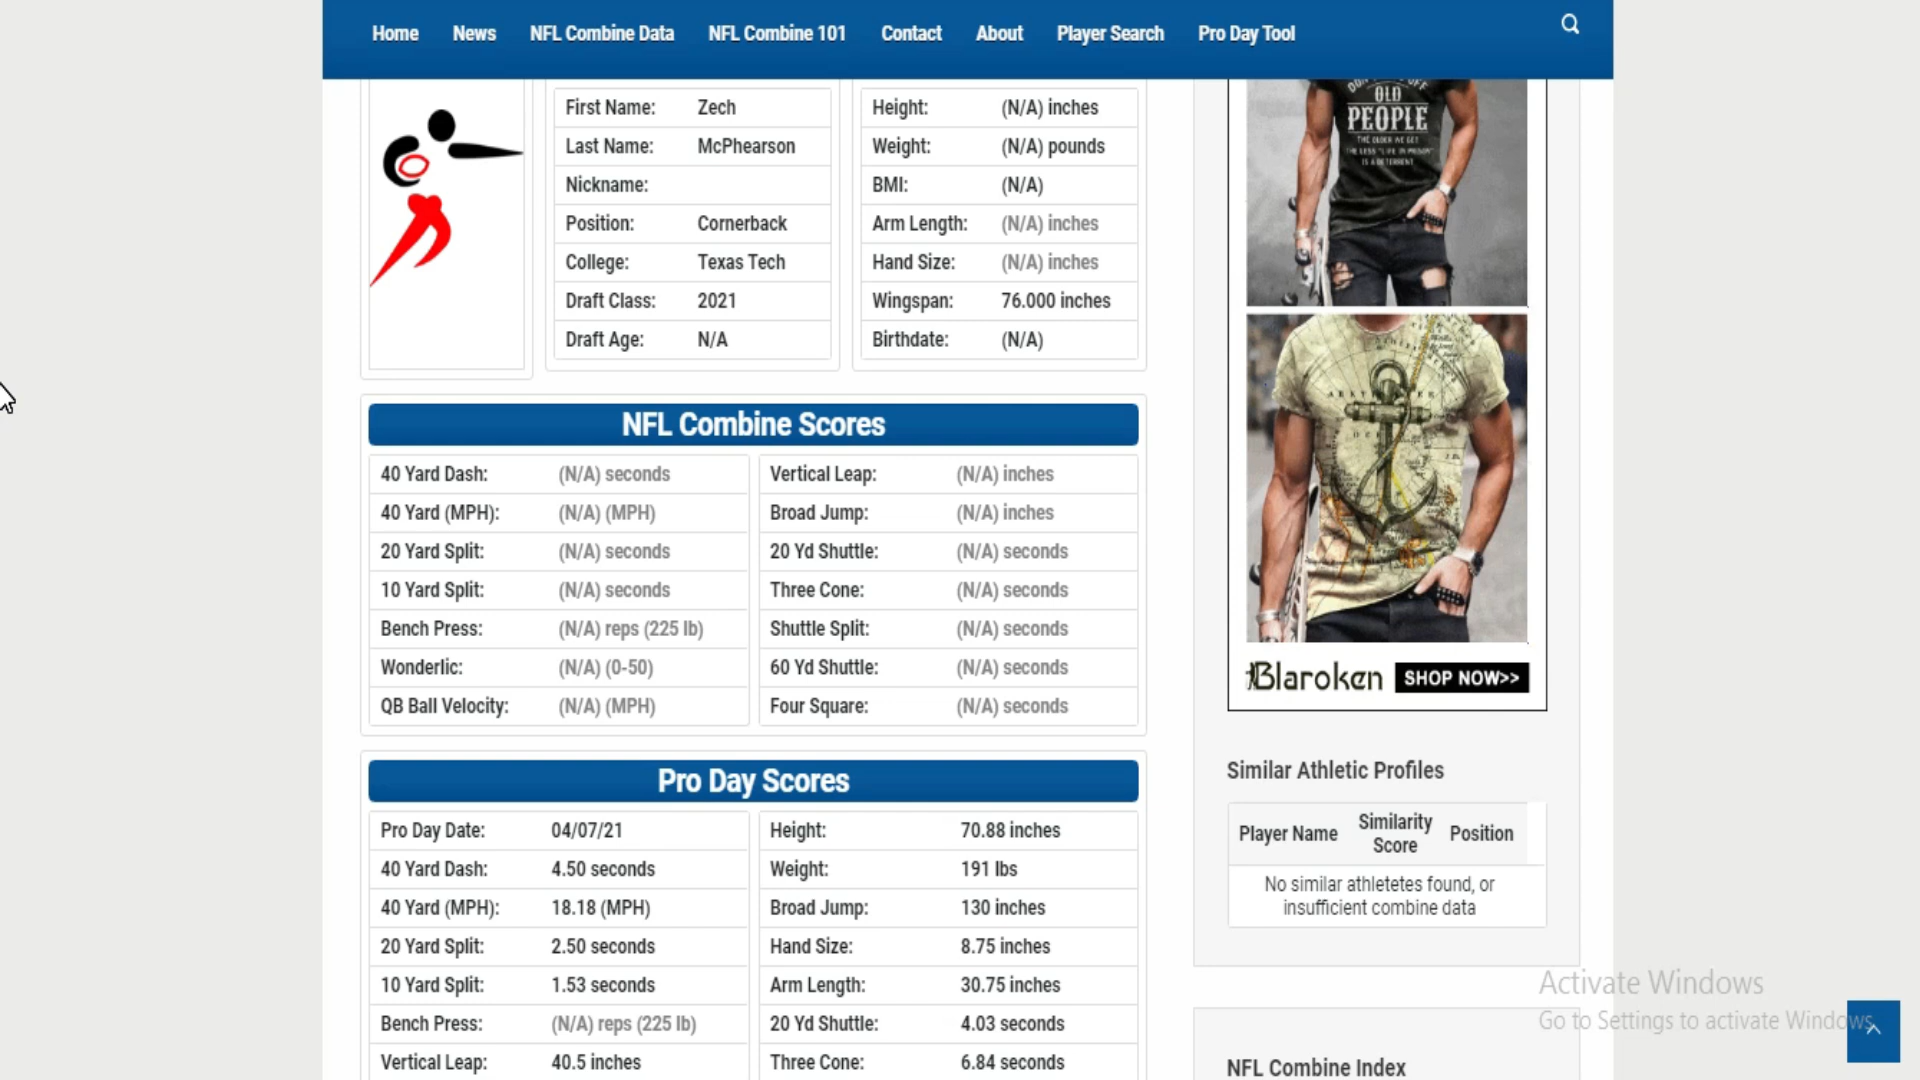 Home News NFL Combine Data NFL Combine 101 Contact About Player Search Pro Day Tool
First Name: Zech
Last Name: McPhearson
Nickname:
Position: Cornerback
College: Texas Tech
Draft Class: 2021
Draft Age: N/A
Height: (N/A) inches
Weight: (N/A) pounds
BMI: (N/A)
Arm Length: (N/A) inches
Hand Size: (N/A) inches
Wingspan: 76.000 inches
Birthdate: (N/A)
NFL Combine Scores
40 Yard Dash: (N/A) seconds
40 Yard (MPH): (N/A) (MPH)
20 Yard Split: (N/A) seconds
10 Yard Split: (N/A) seconds
Bench Press: (N/A) reps (225 lb)
Wonderlic: (N/A) (0-50)
QB Ball Velocity: (N/A) (MPH)
Vertical Leap: (N/A) inches
Broad Jump: (N/A) inches
20 Yd Shuttle: (N/A) seconds
Three Cone: (N/A) seconds
Shuttle Split: (N/A) seconds
60 Yd Shuttle: (N/A) seconds
Four Square: (N/A) seconds
Pro Day Scores
Pro Day Date: 04/07/21
40 Yard Dash: 4.50 seconds
40 Yard (MPH): 18.18 (MPH)
20 Yard Split: 2.50 seconds
10 Yard Split: 1.53 seconds
Bench Press: (N/A) reps (225 lb)
Vertical Leap: 40.5 inches
Height: 70.88 inches
Weight: 191 lbs
Broad Jump: 130 inches
Hand Size: 8.75 inches
Arm Length: 30.75 inches
20 Yd Shuttle: 4.03 seconds
Three Cone: 6.84 seconds
OLD
PEOPLE
THE OLDER WE GET
THE LESS "LIFE IN PRISON"
IS A DETERRENT
Blaroken SHOP NOW>>
Similar Athletic Profiles
Player Name Similarity Score Position
No similar athletetes found, or
insufficient combine data
NFL Combine Index
Activate Windows
Go to Settings to activate Windows.